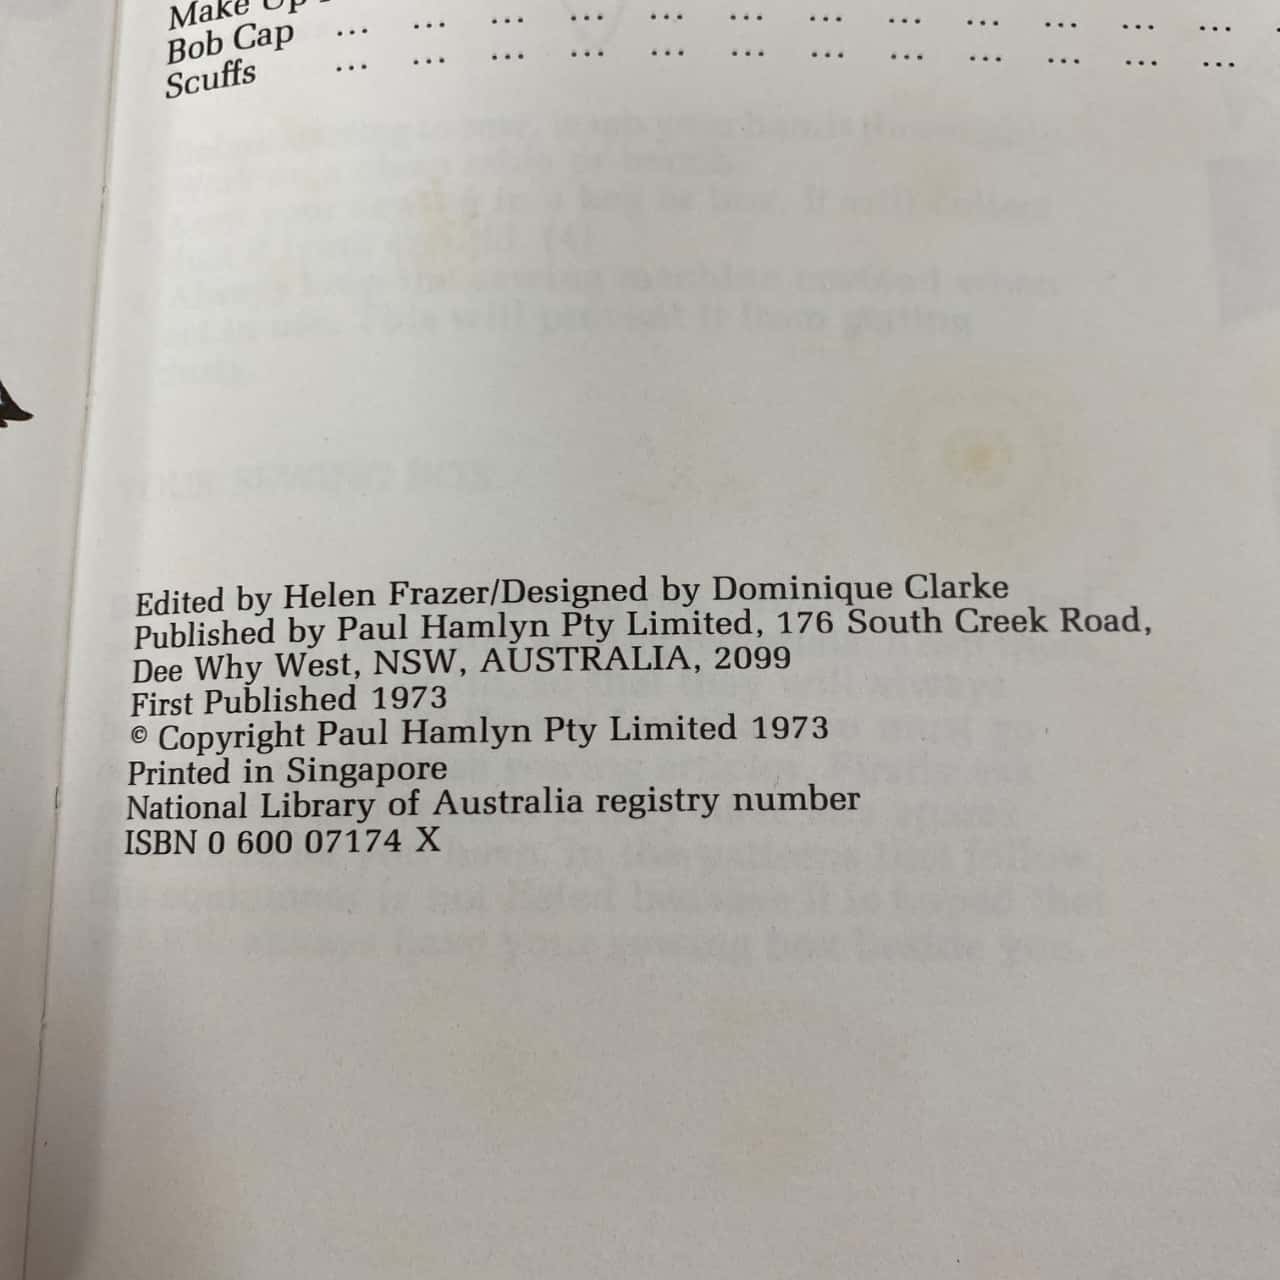 Make Up
Bob Cap ... ... ... ... ... ... ... ... ... ... ... ...
Scuffs ... ... ... ... ... ... ... ... ... ... ... ...
Edited by Helen Frazer/Designed by Dominique Clarke
Published by Paul Hamlyn Pty Limited, 176 South Creek Road,
Dee Why West, NSW, AUSTRALIA, 2099
First Published 1973
© Copyright Paul Hamlyn Pty Limited 1973
Printed in Singapore
National Library of Australia registry number
ISBN 0 600 07174 X